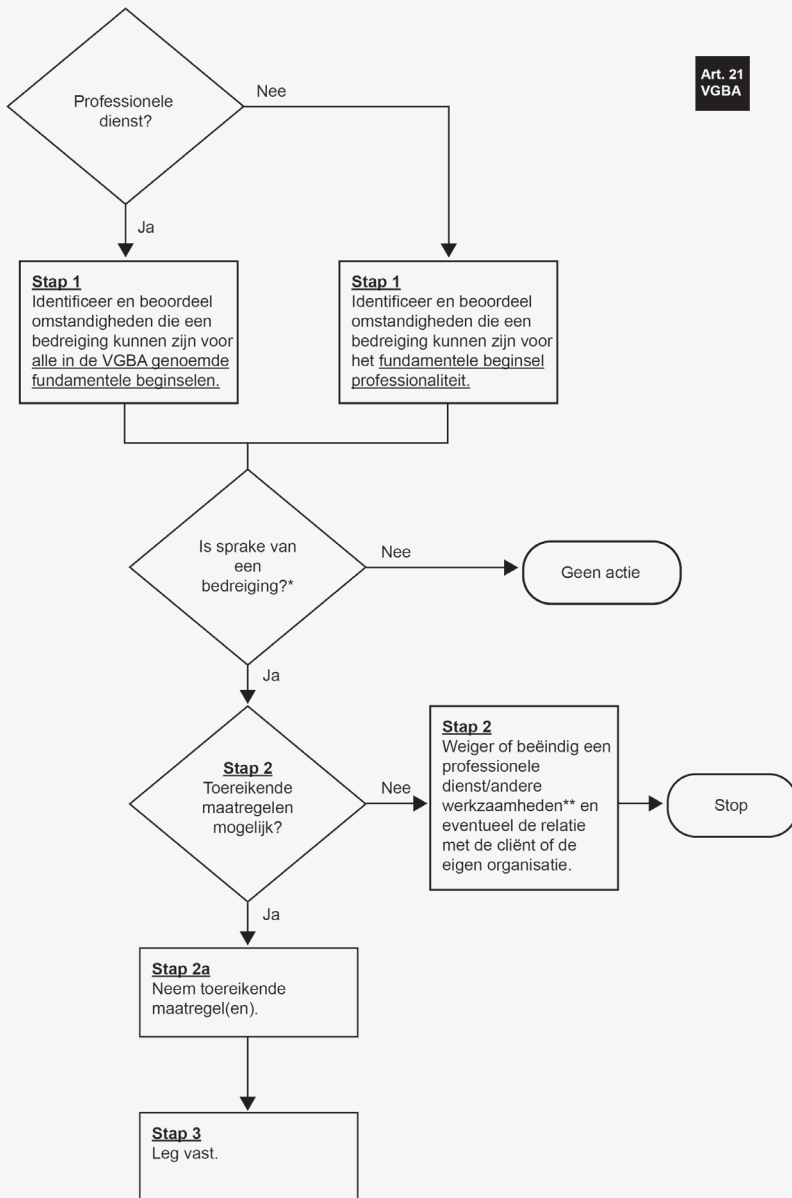 Professionele
dienst?
Nee
Art. 21
VGBA
Ja
Stap 1
Identificeer en beoordeel
omstandigheden die een
bedreiging kunnen zijn voor
alle in de VGBA genoemde
fundamentele beginselen.
Stap 1
Identificeer en beoordeel
omstandigheden die een
bedreiging kunnen zijn voor
het fundamentele beginsel
professionaliteit.
Is sprake van
een
bedreiging?*
Nee
Geen actie
Ja
Stap 2
Toereikende
maatregelen
mogelijk?
Nee
Stap 2
Weiger of beëindig een
professionele
dienst/andere
werkzaamheden** en
eventueel de relatie
met de cliënt of de
eigen organisatie.
Stop
Ja
Stap 2a
Neem toereikende
maatregel(en).
Stap 3
Leg vast.